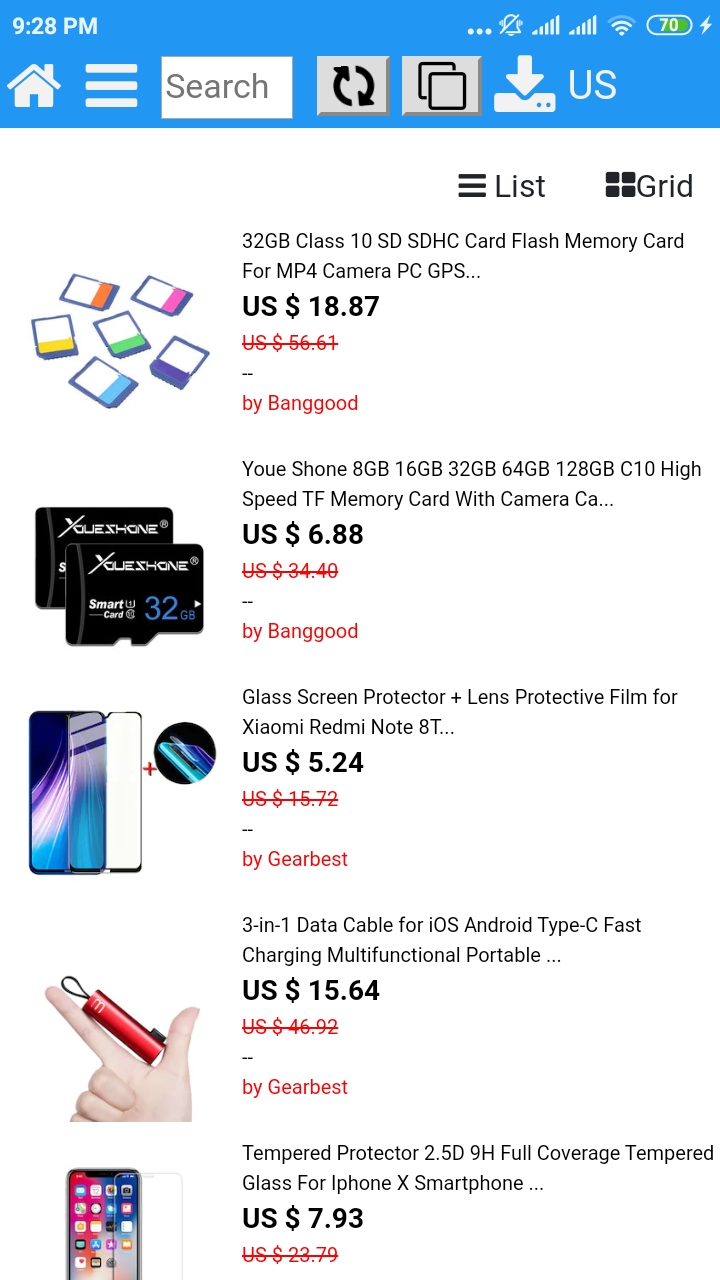 9:28 PM
70
Search
US
List
Grid
32GB Class 10 SD SDHC Card Flash Memory Card
For MP4 Camera PC GPS...
US $ 18.87
US $ 56.61
--
by Banggood
YOUESHONE®
YOUESHONE®
Smart
Card
32GB
Youe Shone 8GB 16GB 32GB 64GB 128GB C10 High
Speed TF Memory Card With Camera Ca...
US $ 6.88
US $ 34.40
--
by Banggood
Glass Screen Protector + Lens Protective Film for
Xiaomi Redmi Note 8T...
US $ 5.24
US $ 15.72
--
by Gearbest
3-in-1 Data Cable for iOS Android Type-C Fast
Charging Multifunctional Portable ...
US $ 15.64
US $ 46.92
--
by Gearbest
Tempered Protector 2.5D 9H Full Coverage Tempered
Glass For Iphone X Smartphone ...
US $ 7.93
US $ 23.79